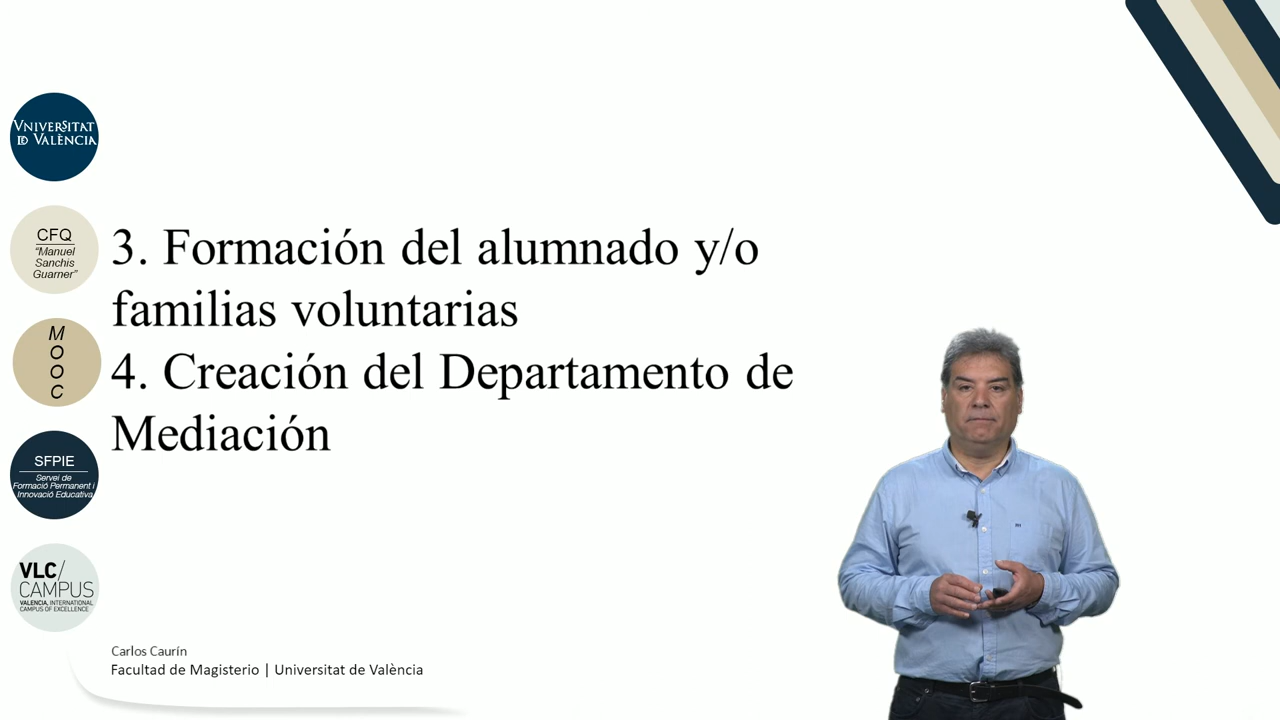 VNIVERSITAT
ID VALÈNCIA
CFQ
"Manuel
Sanchis
Guarner"
M
O
O
C
SFPIE
Servei de
Formació Permanent i
Innovació Educativa
VLC/
CAMPUS
VALENCIA, INTERNATIONAL
CAMPUS OF EXCELLENCE
3. Formación del alumnado y/o
familias voluntarias
4. Creación del Departamento de
Mediación
Carlos Caurín
Facultad de Magisterio | Universitat de València